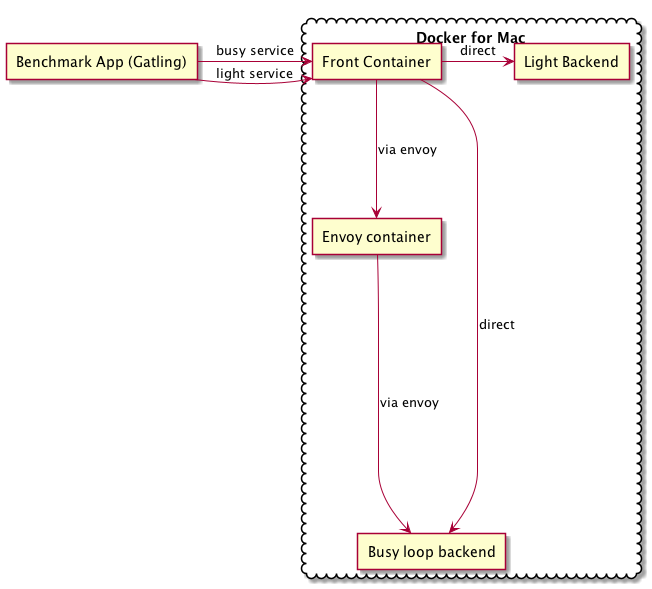 Docker for Mac
Benchmark App (Gatling)
busy service
light service
Front Container
direct
Light Backend
via envoy
Envoy container
direct
via envoy
Busy loop backend